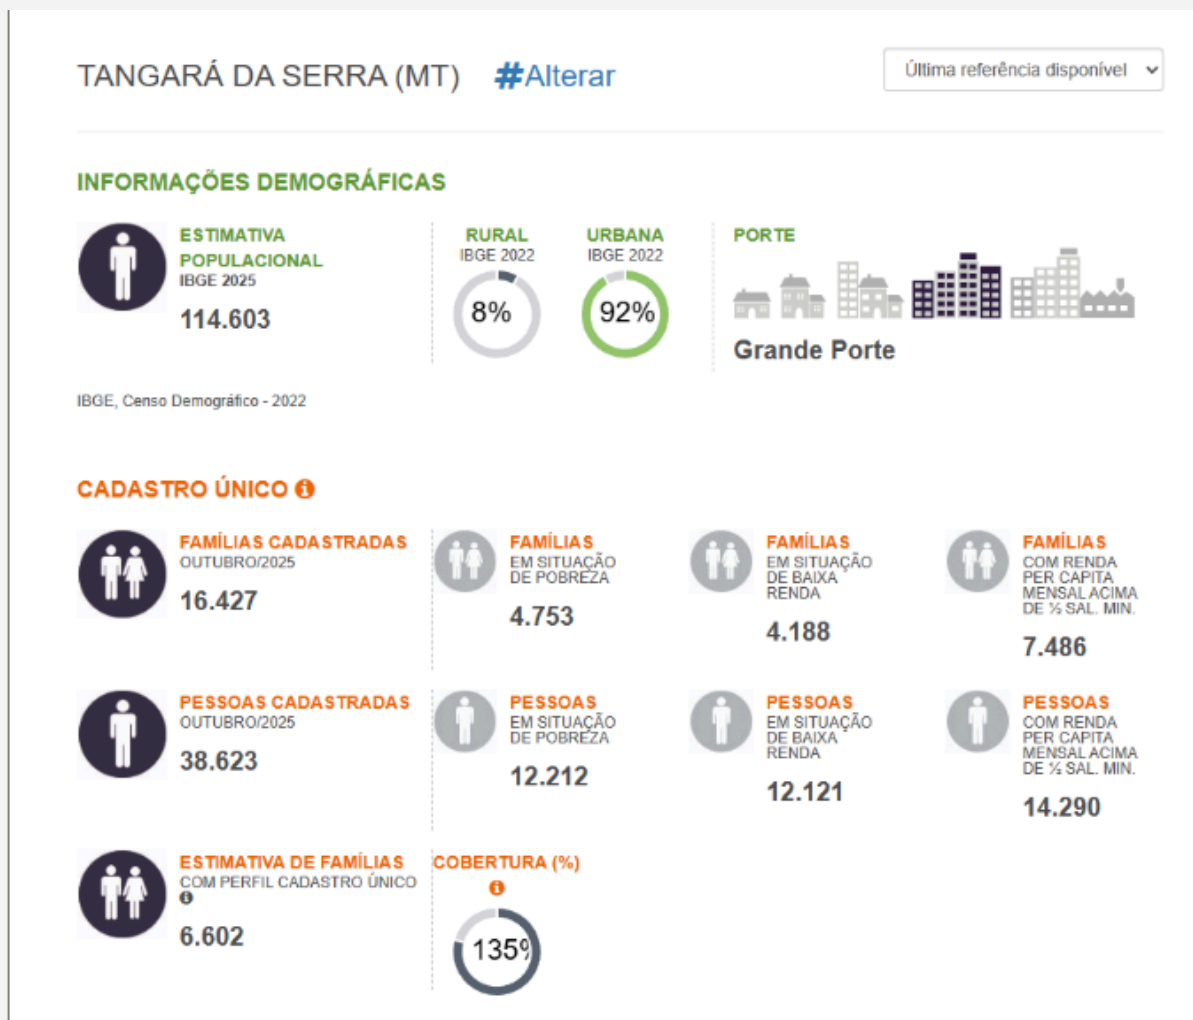 TANGARÁ DA SERRA (MT) #Alterar
Última referência disponível
INFORMAÇÕES DEMOGRÁFICAS
ESTIMATIVA
POPULACIONAL
IBGE 2025
114.603
RURAL
IBGE 2022
8%
URBANA
IBGE 2022
92%
PORTE
Grande Porte
IBGE, Censo Demográfico - 2022
CADASTRO ÚNICO
FAMÍLIAS CADASTRADAS
OUTUBRO/2025
16.427
FAMÍLIAS
EM SITUAÇÃO
DE POBREZA
4.753
FAMÍLIAS
EM SITUAÇÃO
DE BAIXA
RENDA
4.188
FAMÍLIAS
COM RENDA
PER CAPITA
MENSAL ACIMA
DE ½ SAL. MIN.
7.486
PESSOAS CADASTRADAS
OUTUBRO/2025
38.623
PESSOAS
EM SITUAÇÃO
DE POBREZA
12.212
PESSOAS
EM SITUAÇÃO
DE BAIXA
RENDA
12.121
PESSOAS
COM RENDA
PER CAPITA
MENSAL ACIMA
DE ½ SAL. MIN.
14.290
ESTIMATIVA DE FAMÍLIAS
COM PERFIL CADASTRO ÚNICO
6.602
COBERTURA (%)
135%